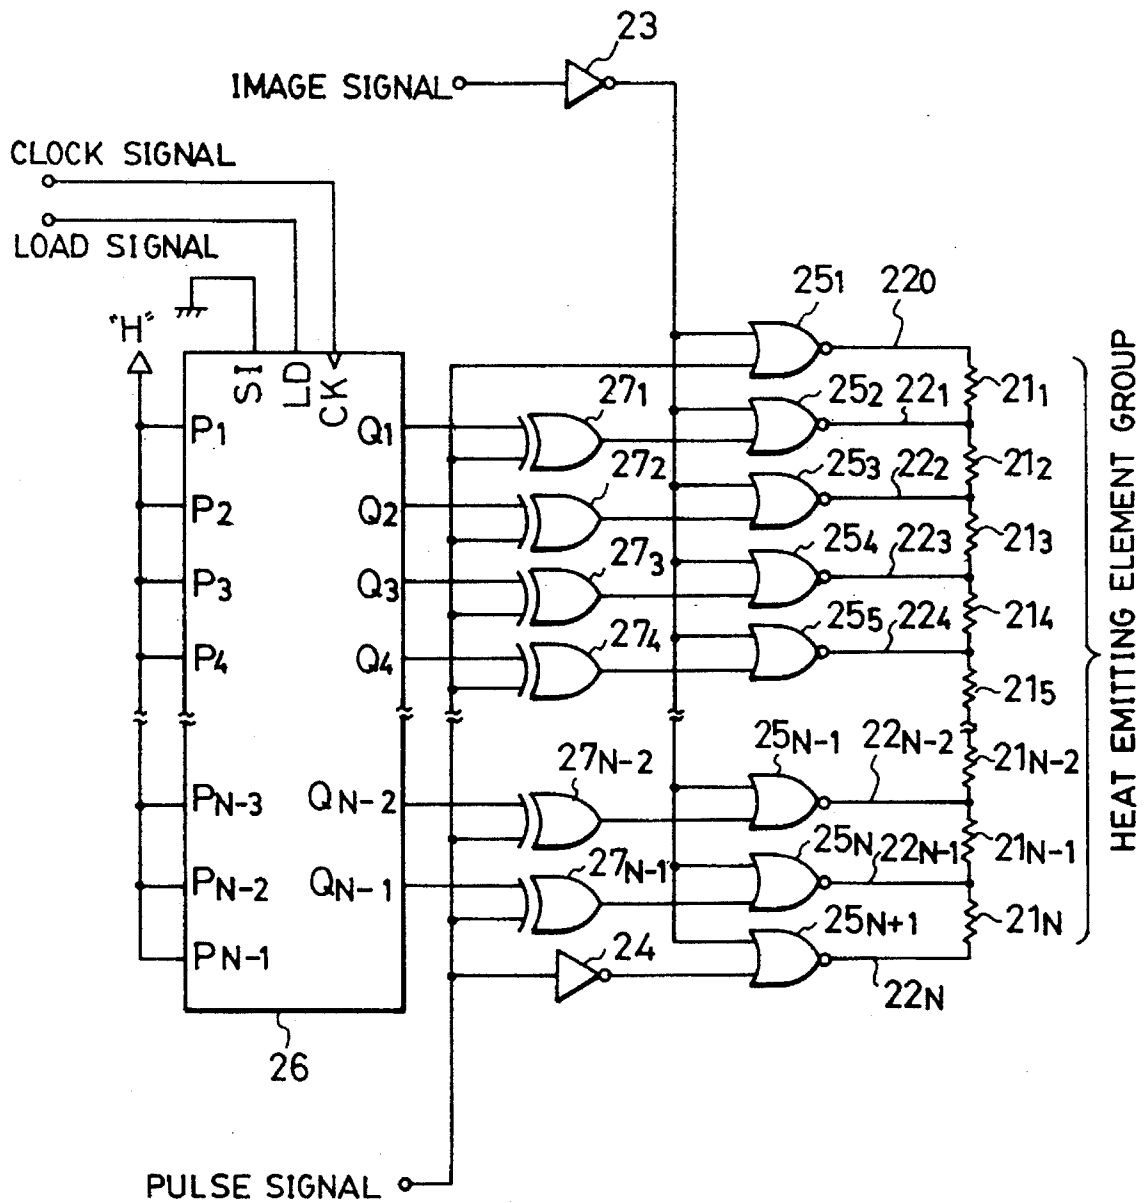 23
IMAGE SIGNAL
CLOCK SIGNAL
LOAD SIGNAL
"H"
SI LD CK
25₁ 22₀
P₁ Q₁ 27₁ 25₂ 22₁ 21₁
P₂ Q₂ 27₂ 25₃ 22₂ 21₂
P₃ Q₃ 27₃ 25₄ 22₃ 21₃
P₄ Q₄ 27₄ 25₅ 22₄ 21₄
21₅
PN-3 QN-2 27N-2 25N-1 22N-2 21N-2
PN-2 QN-1 27N-1 25N 22N-1 21N-1
PN-1 24 25N+1 21N
22N
26
PULSE SIGNAL
HEAT EMITTING ELEMENT GROUP